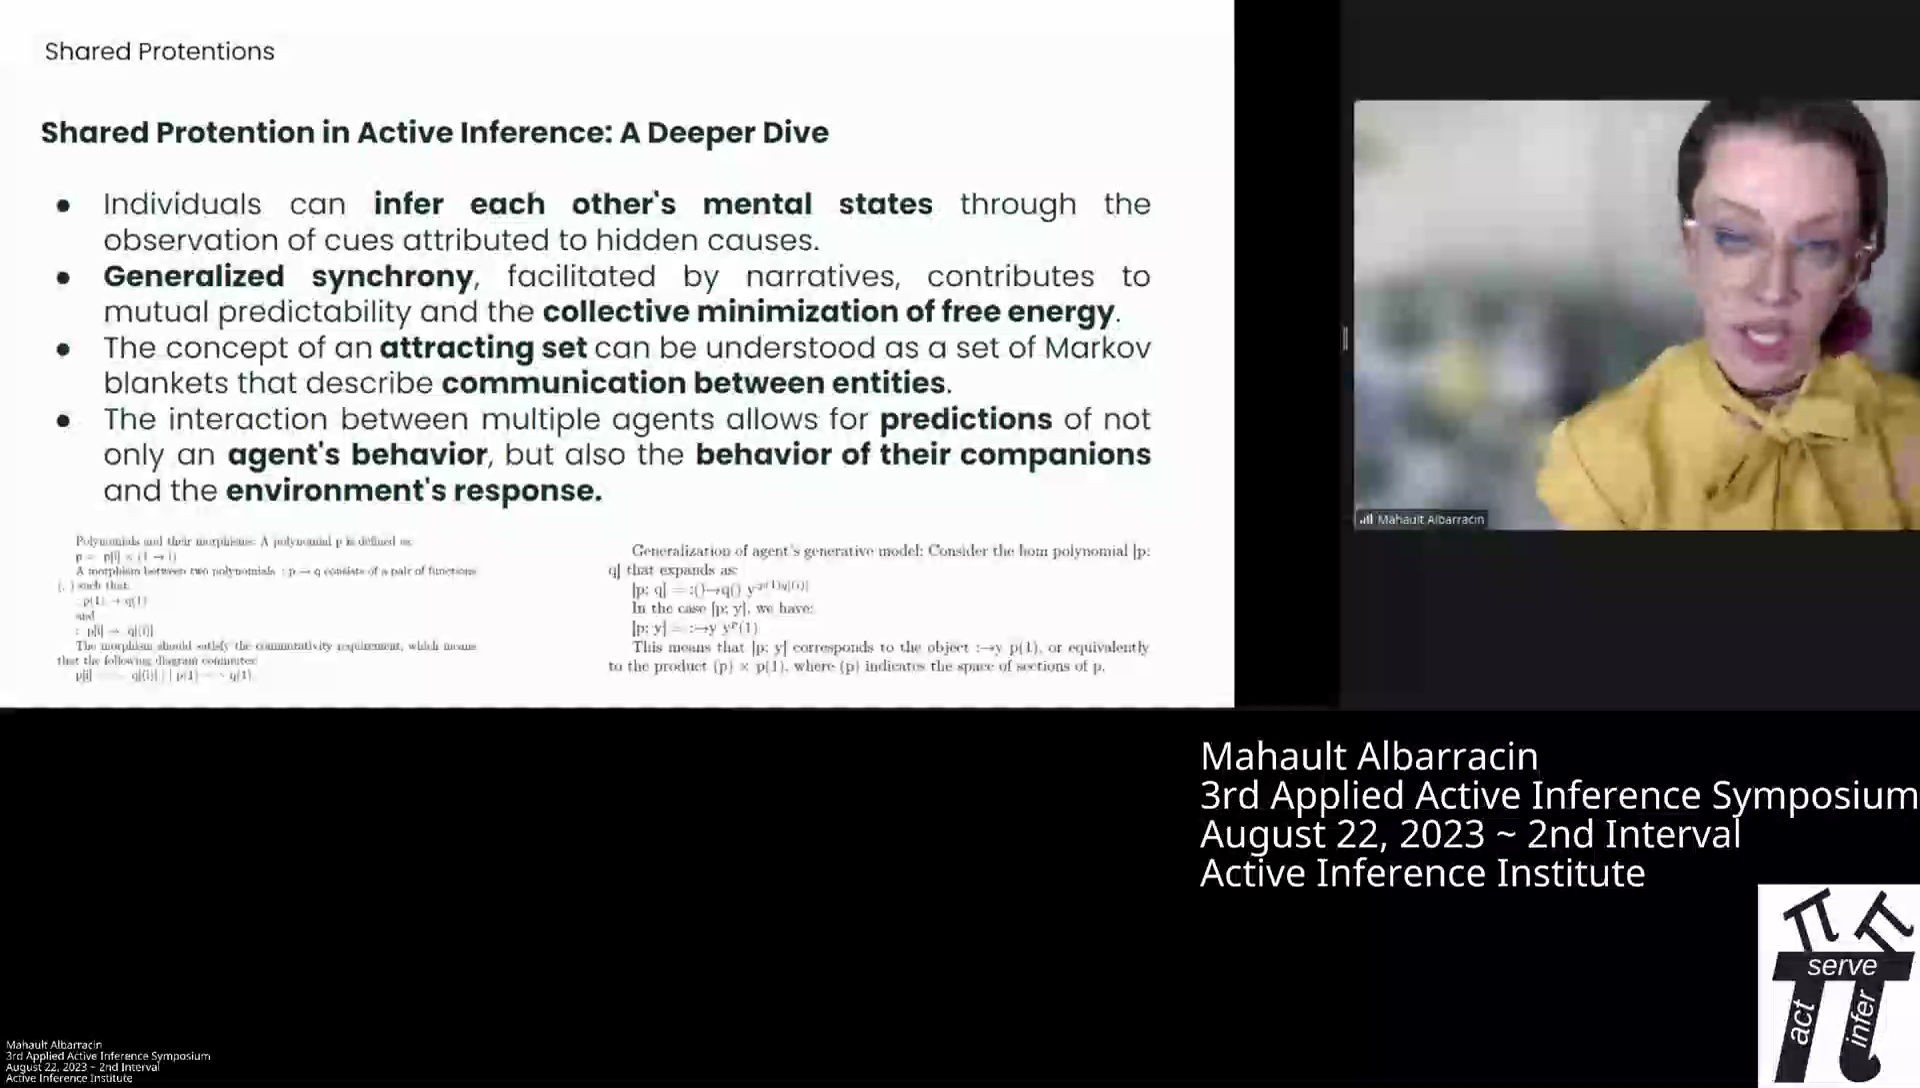 Shared Protentions
Shared Protention in Active Inference: A Deeper Dive
● Individuals can infer each other's mental states through the
observation of cues attributed to hidden causes.
● Generalized synchrony, facilitated by narratives, contributes to
mutual predictability and the collective minimization of free energy.
● The concept of an attracting set can be understood as a set of Markov
blankets that describe communication between entities.
● The interaction between multiple agents allows for predictions of not
only an agent's behavior, but also the behavior of their companions
and the environment's response.
Polynomials and their morphisms: A polynomial p is defined as:
A morphism between two polynomials : p → q consists of a pair of functions
(, ) such that:
and
The morphism should satisfy the commutativity requirement, which means
that the following diagram commutes:
Generalization of agent's generative model: Consider the hom polynomial [p;
q] that expands as:
In the case [p; y], we have:
This means that [p; y] corresponds to the object :→y p(1), or equivalently
to the product (p) × p(1), where (p) indicates the space of sections of p.
Mahault Albarracin
Mahault Albarracin
3rd Applied Active Inference Symposium
August 22, 2023 ~ 2nd Interval
Active Inference Institute
serve
act
infer
Mahault Albarracin
3rd Applied Active Inference Symposium
August 22, 2023 ~ 2nd Interval
Active Inference Institute